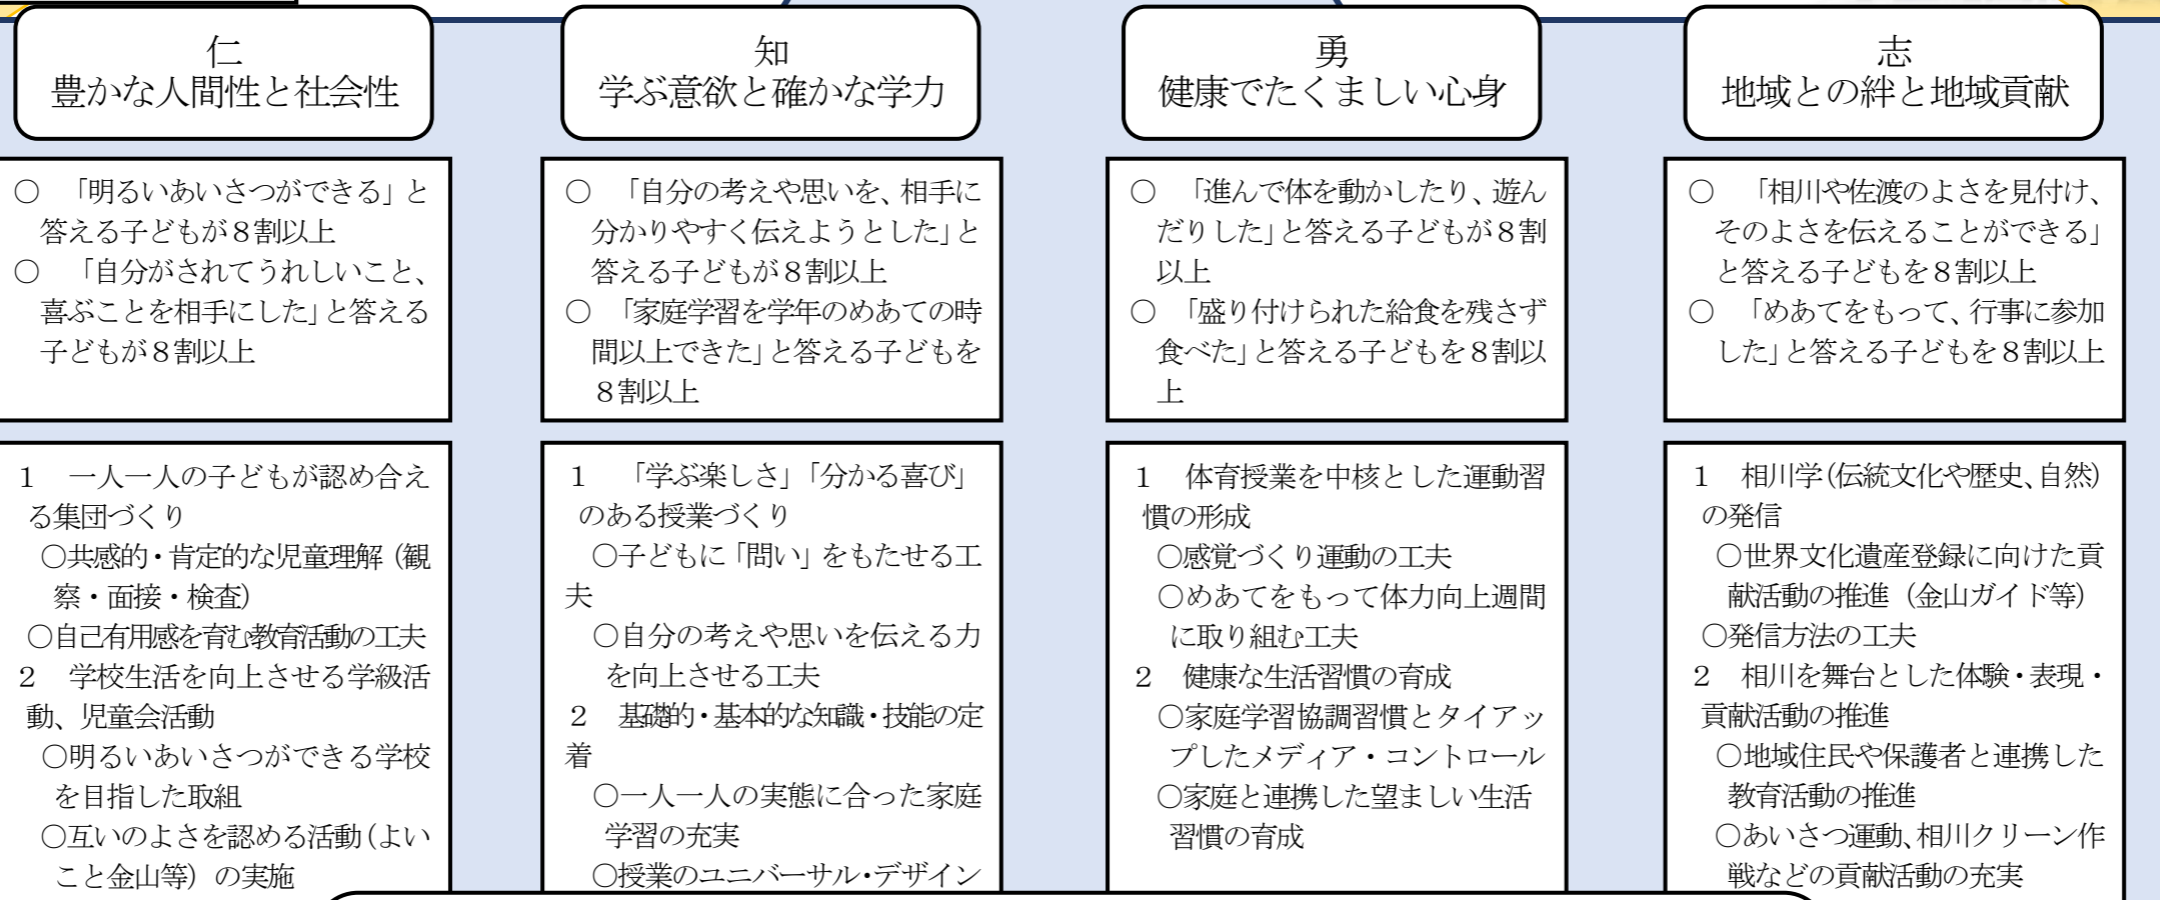 仁
豊かな人間性と社会性
○　「明るいあいさつができる」と
答える子どもが８割以上
○　「自分がされてうれしいこと、
喜ぶことを相手にした」と答える
子どもが８割以上
１　一人一人の子どもが認め合え
る集団づくり
○共感的・肯定的な児童理解（観
察・面接・検査）
○自己有用感を育む教育活動の工夫
２　学校生活を向上させる学級活
動、児童会活動
○明るいあいさつができる学校
を目指した取組
○互いのよさを認める活動（よい
こと金山等）の実施
知
学ぶ意欲と確かな学力
○　「自分の考えや思いを、相手に
分かりやすく伝えようとした」と
答える子どもが８割以上
○　「家庭学習を学年のめあての時
間以上できた」と答える子どもを
８割以上
１　「学ぶ楽しさ」「分かる喜び」
のある授業づくり
○子どもに「問い」をもたせる工
夫
○自分の考えや思いを伝える力
を向上させる工夫
２　基礎的・基本的な知識・技能の定
着
○一人一人の実態に合った家庭
学習の充実
○授業のユニバーサル・デザイン
勇
健康でたくましい心身
○　「進んで体を動かしたり、遊ん
だりした」と答える子どもが８割
以上
○　「盛り付けられた給食を残さず
食べた」と答える子どもを８割以
上
１　体育授業を中核とした運動習
慣の形成
○感覚づくり運動の工夫
○めあてをもって体力向上週間
に取り組む工夫
２　健康な生活習慣の育成
○家庭学習協調習慣とタイアッ
プしたメディア・コントロール
○家庭と連携した望ましい生活
習慣の育成
志
地域との絆と地域貢献
○　「相川や佐渡のよさを見付け、
そのよさを伝えることができる」
と答える子どもを８割以上
○　「めあてをもって、行事に参加
した」と答える子どもを８割以上
１　相川学（伝統文化や歴史、自然）
の発信
○世界文化遺産登録に向けた貢
献活動の推進（金山ガイド等）
○発信方法の工夫
２　相川を舞台とした体験・表現・
貢献活動の推進
○地域住民や保護者と連携した
教育活動の推進
○あいさつ運動、相川クリーン作
戦などの貢献活動の充実